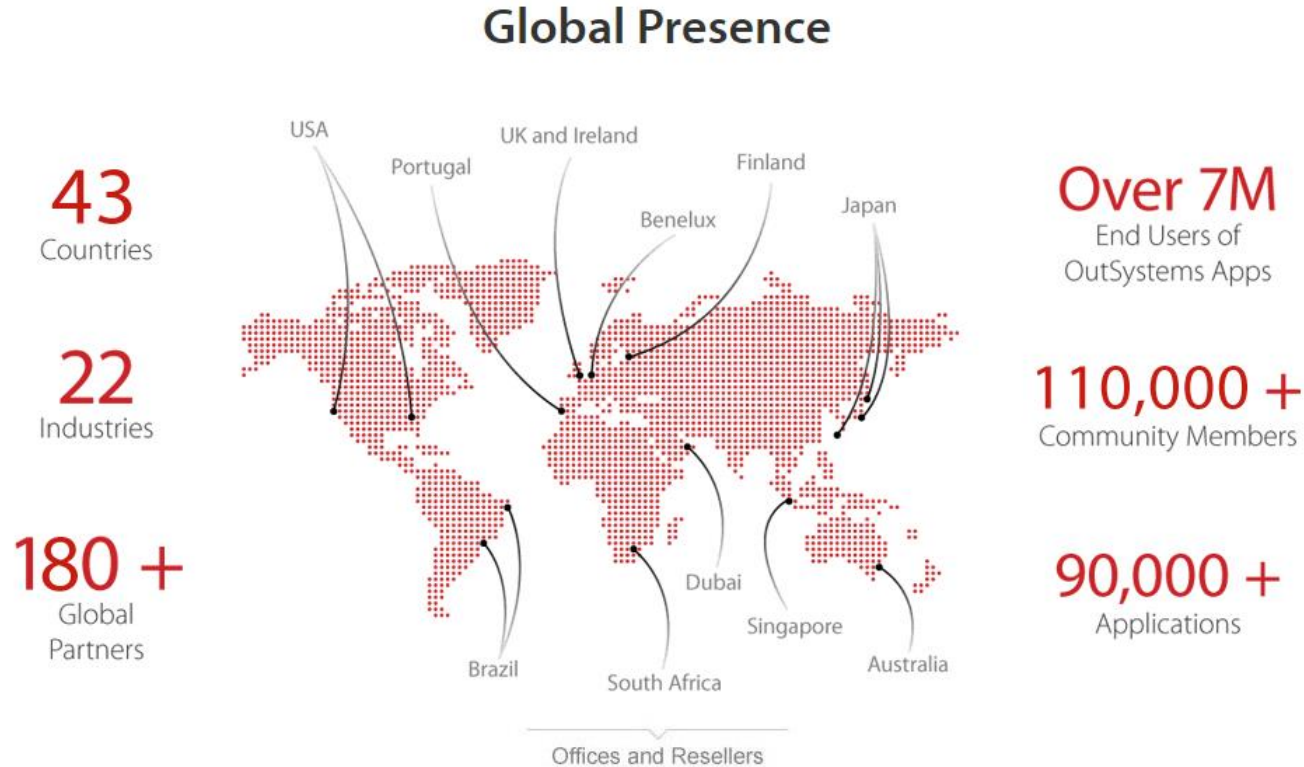 Global Presence
USA
UK and Ireland
Portugal
Finland
Benelux
Japan
43
Countries
22
Industries
180 +
Global
Partners
Over 7M
End Users of
OutSystems Apps
110,000 +
Community Members
90,000 +
Applications
Dubai
Singapore
Brazil
South Africa
Australia
Offices and Resellers